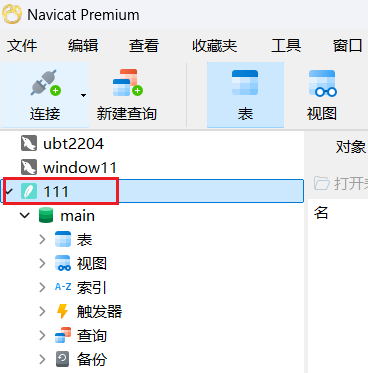 Navicat Premium
文件 编辑 查看 收藏夹 工具 窗口
连接 新建查询 表 视图
ubt2204 对象
window11
111 打开
main 名
表
视图
A-Z 索引
触发器
查询
备份